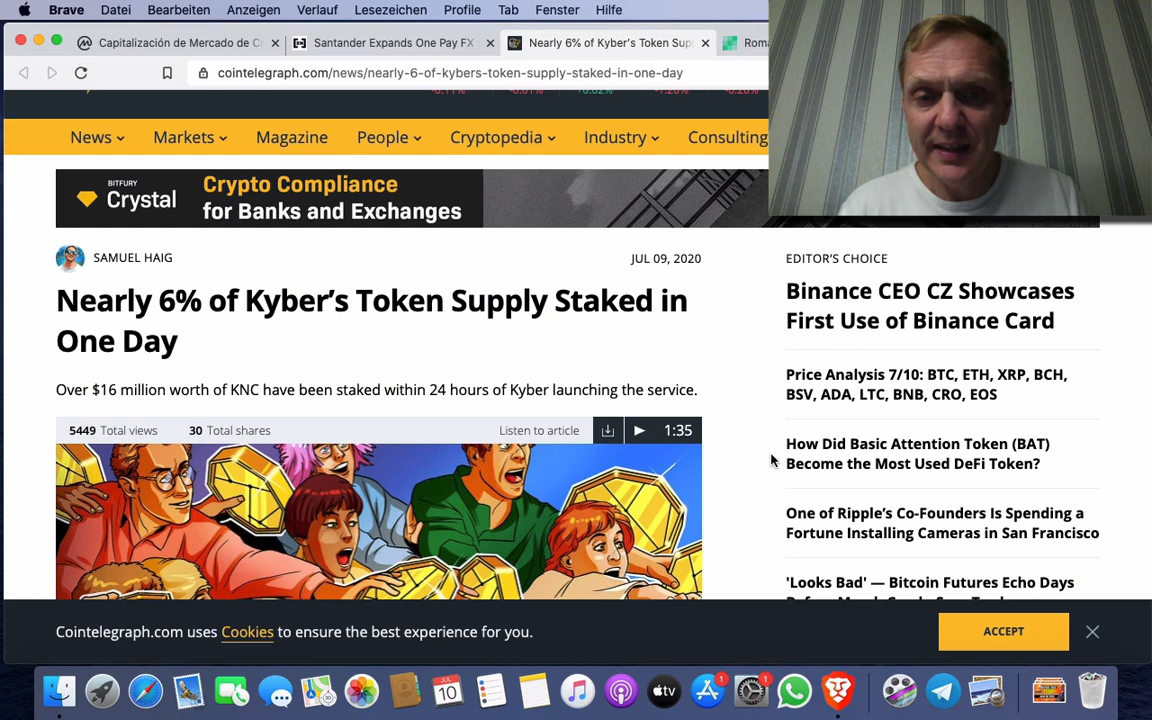 Brave Datei Bearbeiten Anzeigen Verlauf Lesezeichen Profile Tab Fenster Hilfe
Capitalización de Mercado de C Santander Expands One Pay FX Nearly 6% of Kyber's Token Sup Roma
cointelegraph.com/news/nearly-6-of-kybers-token-supply-staked-in-one-day
News Markets Magazine People Cryptopedia Industry Consulting
BITFURY
Crystal
Crypto Compliance
for Banks and Exchanges
SAMUEL HAIG JUL 09, 2020
Nearly 6% of Kyber’s Token Supply Staked in
One Day
Over $16 million worth of KNC have been staked within 24 hours of Kyber launching the service.
5449 Total views 30 Total shares Listen to article 1:35
EDITOR’S CHOICE
Binance CEO CZ Showcases
First Use of Binance Card
Price Analysis 7/10: BTC, ETH, XRP, BCH,
BSV, ADA, LTC, BNB, CRO, EOS
How Did Basic Attention Token (BAT)
Become the Most Used DeFi Token?
One of Ripple’s Co-Founders Is Spending a
Fortune Installing Cameras in San Francisco
'Looks Bad' — Bitcoin Futures Echo Days
Cointelegraph.com uses Cookies to ensure the best experience for you.
ACCEPT
JUL
10
tv
1
1